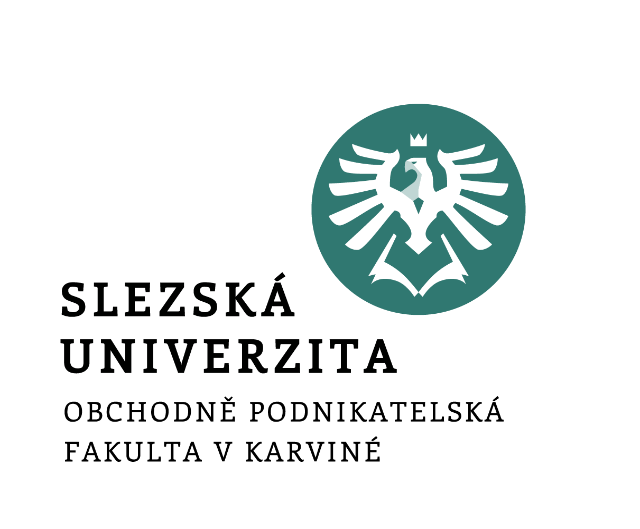 SLEZSKÁ
UNIVERZITA
OBCHODNĚ PODNIKATELSKÁ
FAKULTA V KARVINÉ